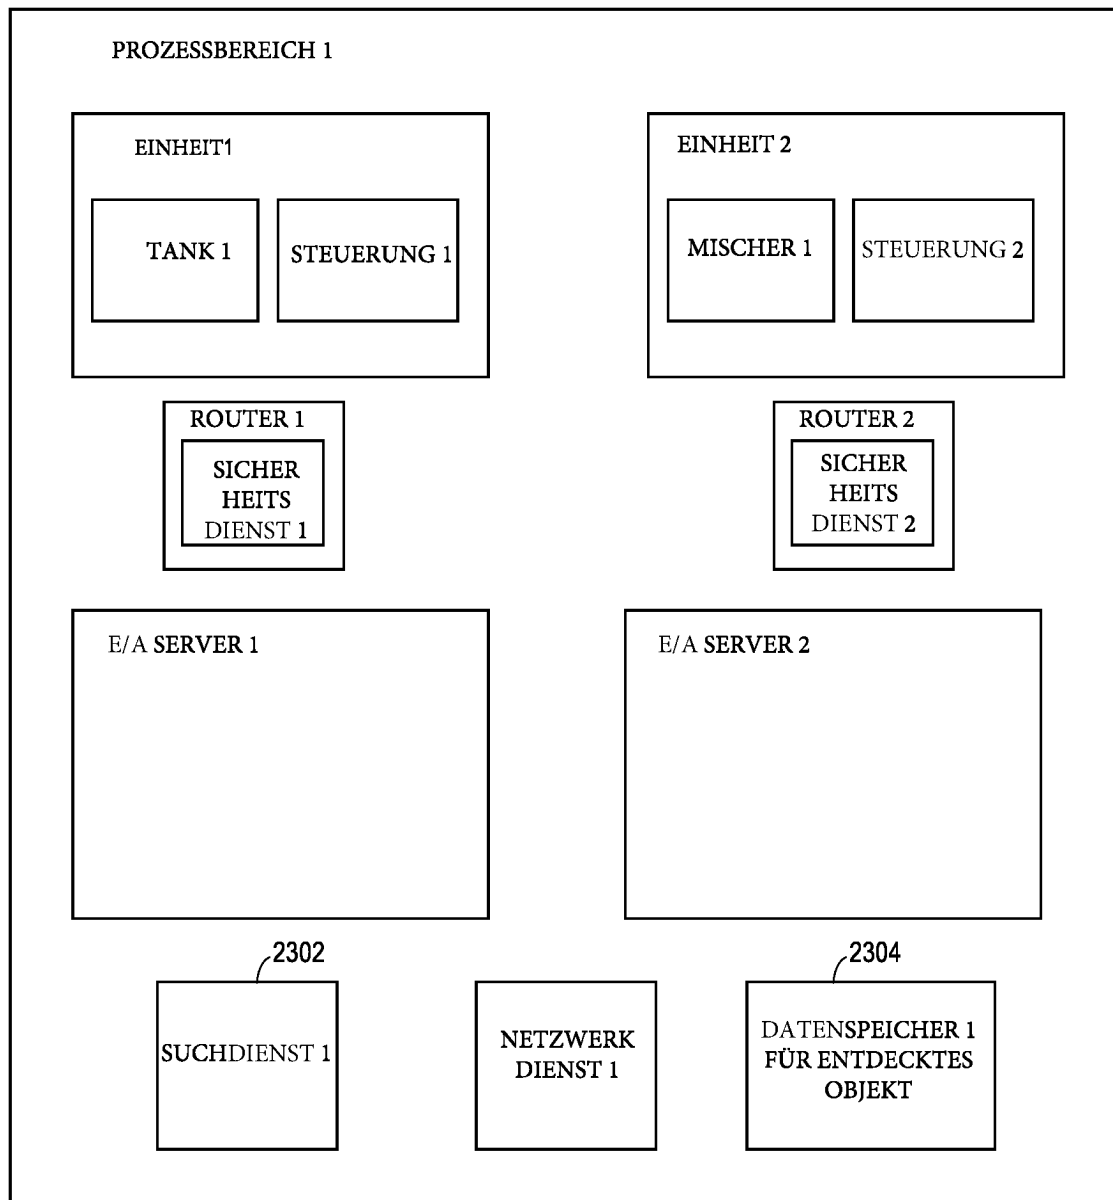 PROZESSBEREICH 1
EINHEIT1
TANK 1
STEUERUNG 1
EINHEIT 2
MISCHER 1
STEUERUNG 2
ROUTER 1
SICHER
HEITS
DIENST 1
ROUTER 2
SICHER
HEITS
DIENST 2
E/A SERVER 1
E/A SERVER 2
2302
SUCHDIENST 1
NETZWERK
DIENST 1
2304
DATENSPEICHER 1
FÜR ENTDECKTES
OBJEKT